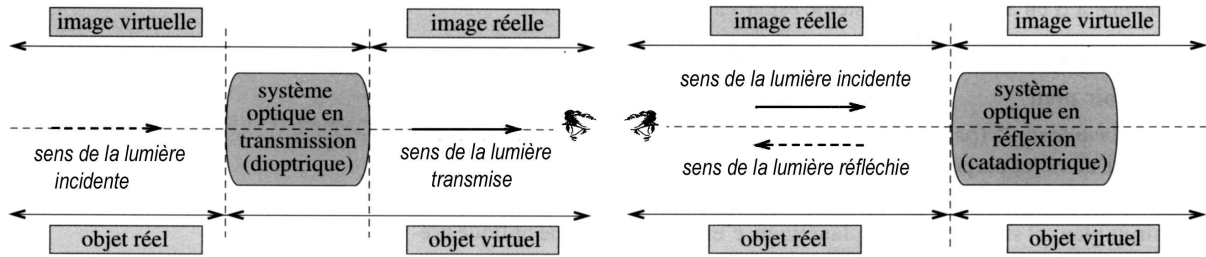 image virtuelle
image réelle
système
optique en
transmission
(dioptrique)
sens de la lumière
incidente
sens de la lumière
transmise
objet réel
objet virtuel
image réelle
image virtuelle
sens de la lumière incidente
sens de la lumière réfléchie
système
optique en
réflexion
(catadioptrique)
objet réel
objet virtuel